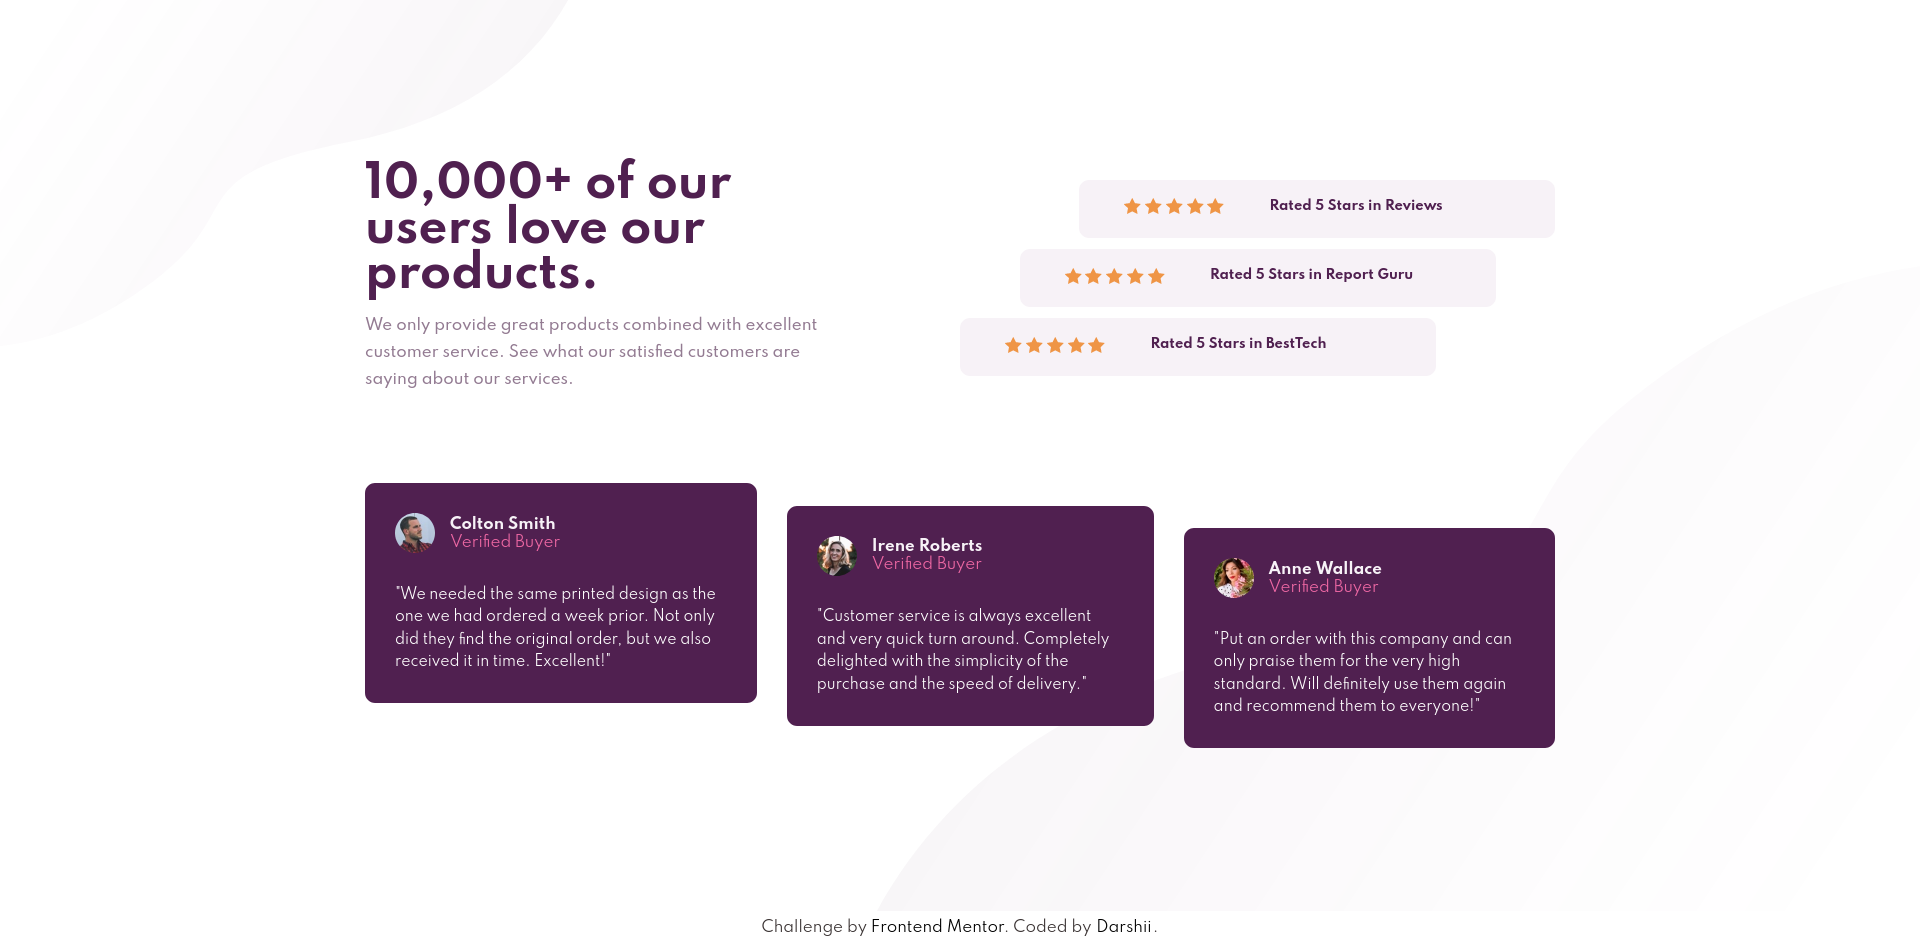 10,000+ of our
users love our
products.
We only provide great products combined with excellent
customer service. See what our satisfied customers are
saying about our services.
Rated 5 Stars in Reviews
Rated 5 Stars in Report Guru
Rated 5 Stars in BestTech
Colton Smith
Verified Buyer
"We needed the same printed design as the
one we had ordered a week prior. Not only
did they find the original order, but we also
received it in time. Excellent!"
Irene Roberts
Verified Buyer
"Customer service is always excellent
and very quick turn around. Completely
delighted with the simplicity of the
purchase and the speed of delivery."
Anne Wallace
Verified Buyer
"Put an order with this company and can
only praise them for the very high
standard. Will definitely use them again
and recommend them to everyone!"
Challenge by Frontend Mentor. Coded by Darshii.